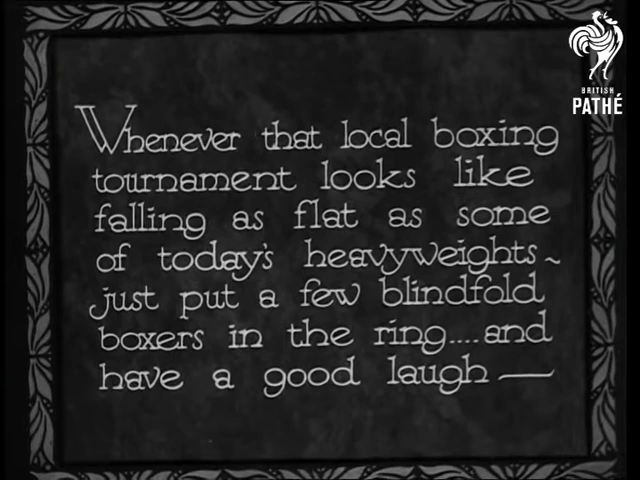 BRITISH
PATHÉ
Whenever that local boxing
tournament looks like
falling as flat as some
of today's heavyweights~
just put a few blindfold
boxers in the ring....and
have a good laugh —